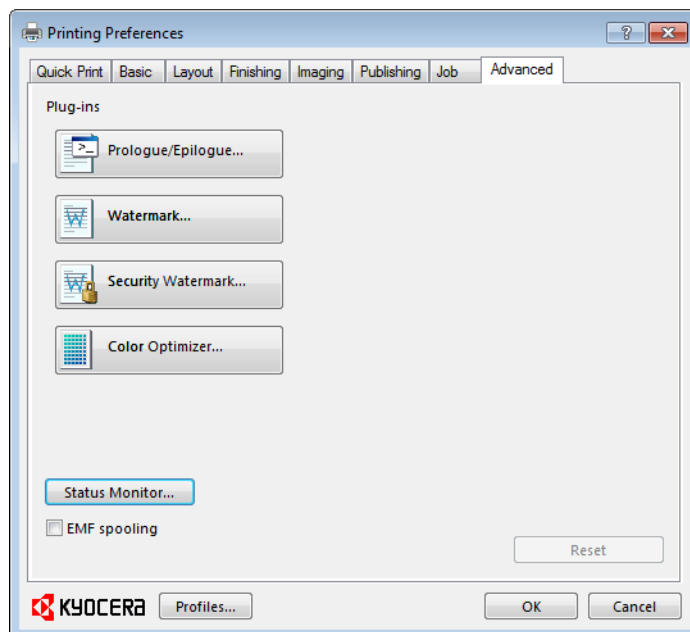 Printing Preferences
?
Quick Print Basic Layout Finishing Imaging Publishing Job Advanced
Plug-ins
>_ Prologue/Epilogue...
W Watermark...
W Security Watermark...
Color Optimizer...
Status Monitor...
EMF spooling
Reset
KYOCERA Profiles... OK Cancel